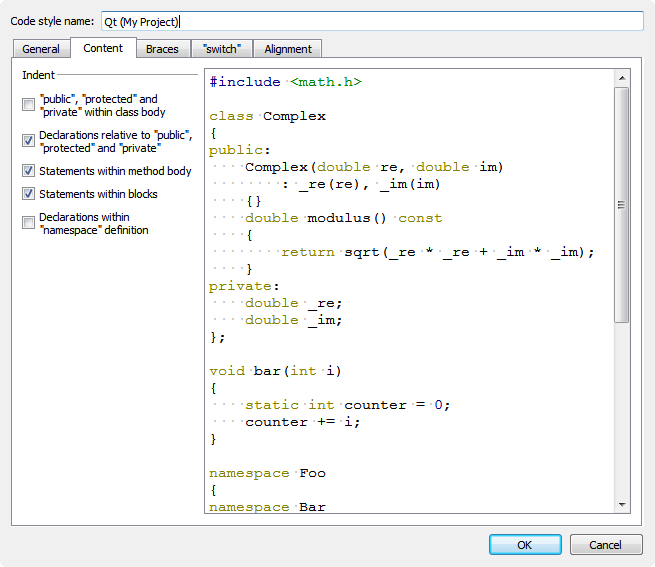 Code style name: Qt (My Project)
General Content Braces "switch" Alignment
Indent
"public", "protected" and
"private" within class body
Declarations relative to "public",
"protected" and "private"
Statements within method body
Statements within blocks
Declarations within
"namespace" definition
#include <math.h>
class Complex
{
public:
    Complex(double re, double im)
        : _re(re), _im(im)
    {}
    double modulus() const
    {
        return sqrt(_re * _re + _im * _im);
    }
private:
    double _re;
    double _im;
};
void bar(int i)
{
    static int counter = 0;
    counter += i;
}
namespace Foo
{
namespace Bar
OK Cancel